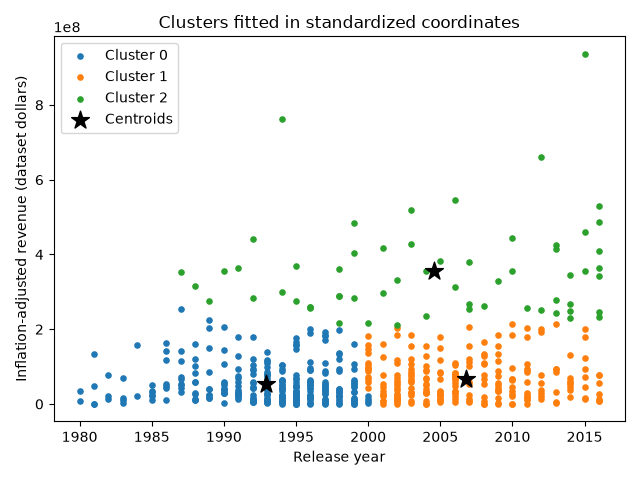 Clusters fitted in standardized coordinates
1e8
Cluster 0
Cluster 1
Cluster 2
Centroids
Inflation-adjusted revenue (dataset dollars)
8
6
4
2
0
1980 1985 1990 1995 2000 2005 2010 2015
Release year